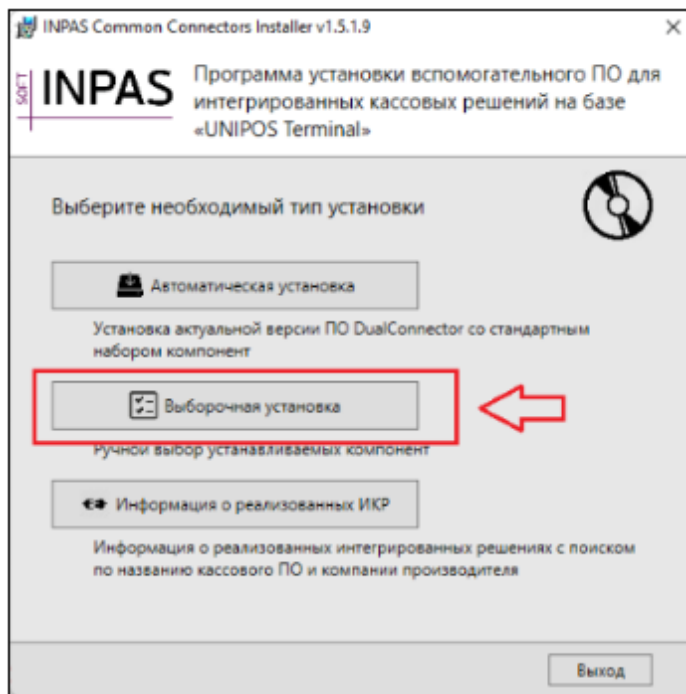 INPAS Common Connectors Installer v1.5.1.9
SOFT
INPAS
Программа установки вспомогательного ПО для
интегрированных кассовых решений на базе
«UNIPOS Terminal»
Выберите необходимый тип установки
Автоматическая установка
Установка актуальной версии ПО DualConnector со стандартным
набором компонент
Выборочная установка
Ручной выбор устанавливаемых компонент
Информация о реализованных ИКР
Информация о реализованных интегрированных решениях с поиском
по названию кассового ПО и компании производителя
Выход